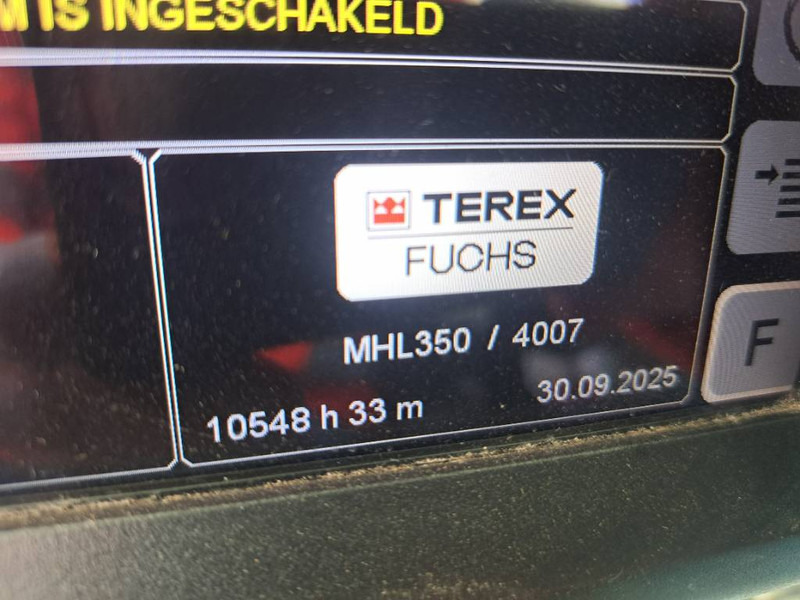 IS INGESCHAKELD
TEREX
FUCHS
MHL350 / 4007
10548 h 33 m
30.09.2025
F